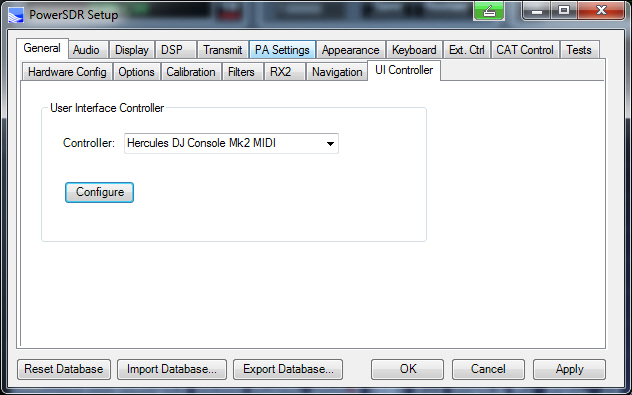 PowerSDR Setup
General Audio Display DSP Transmit PA Settings Appearance Keyboard Ext. Ctrl CAT Control Tests
Hardware Config Options Calibration Filters RX2 Navigation UI Controller
User Interface Controller
Controller: Hercules DJ Console Mk2 MIDI
Configure
Reset Database Import Database... Export Database... OK Cancel Apply